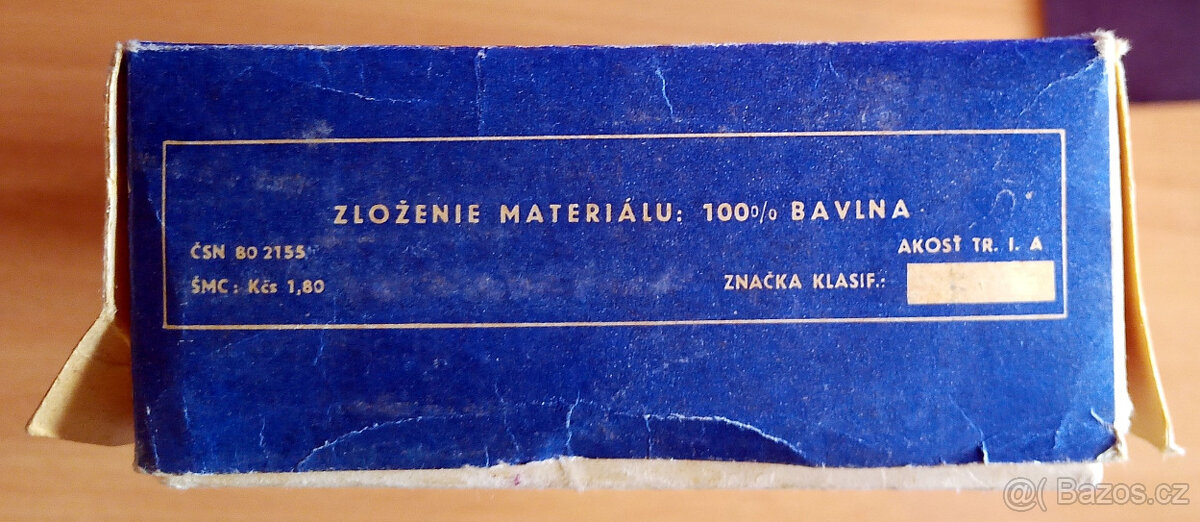 ZLOŽENIE MATERIÁLU: 100% BAVLNA
ČSN 80 2155
AKOSŤ TR. I. A
ŠMC: Kčs 1,80
ZNAČKA KLASIF.:
@( Bazos.cz